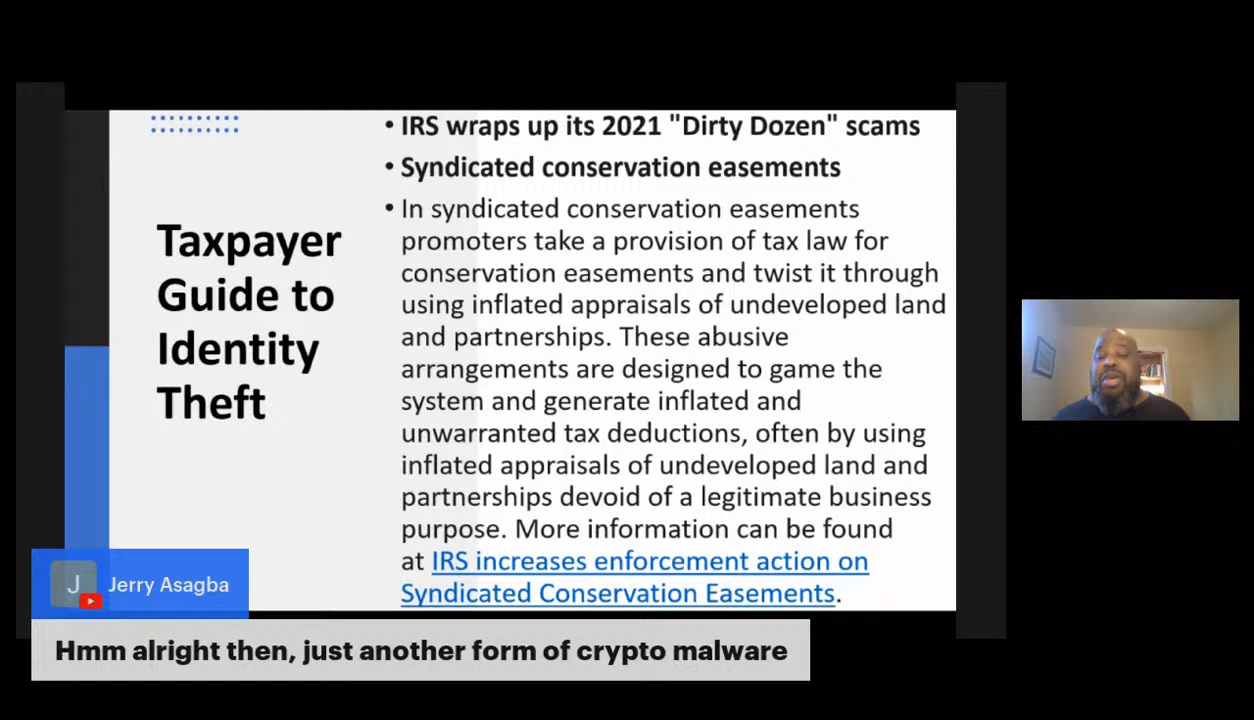 Taxpayer
Guide to
Identity
Theft
• IRS wraps up its 2021 "Dirty Dozen" scams
• Syndicated conservation easements
• In syndicated conservation easements
promoters take a provision of tax law for
conservation easements and twist it through
using inflated appraisals of undeveloped land
and partnerships. These abusive
arrangements are designed to game the
system and generate inflated and
unwarranted tax deductions, often by using
inflated appraisals of undeveloped land and
partnerships devoid of a legitimate business
purpose. More information can be found
at IRS increases enforcement action on
Syndicated Conservation Easements.
J
Jerry Asagba
Hmm alright then, just another form of crypto malware